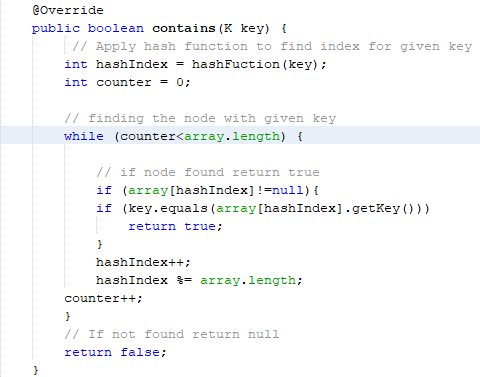 @Override
public boolean contains(K key) {
// Apply hash function to find index for given key
int hashIndex = hashFuction(key);
int counter = 0;
// finding the node with given key
while (counter<array.length) {
// if node found return true
if (array[hashIndex]!=null){
if (key.equals(array[hashIndex].getKey()))
return true;
}
hashIndex++;
hashIndex %= array.length;
counter++;
}
// If not found return null
return false;
}